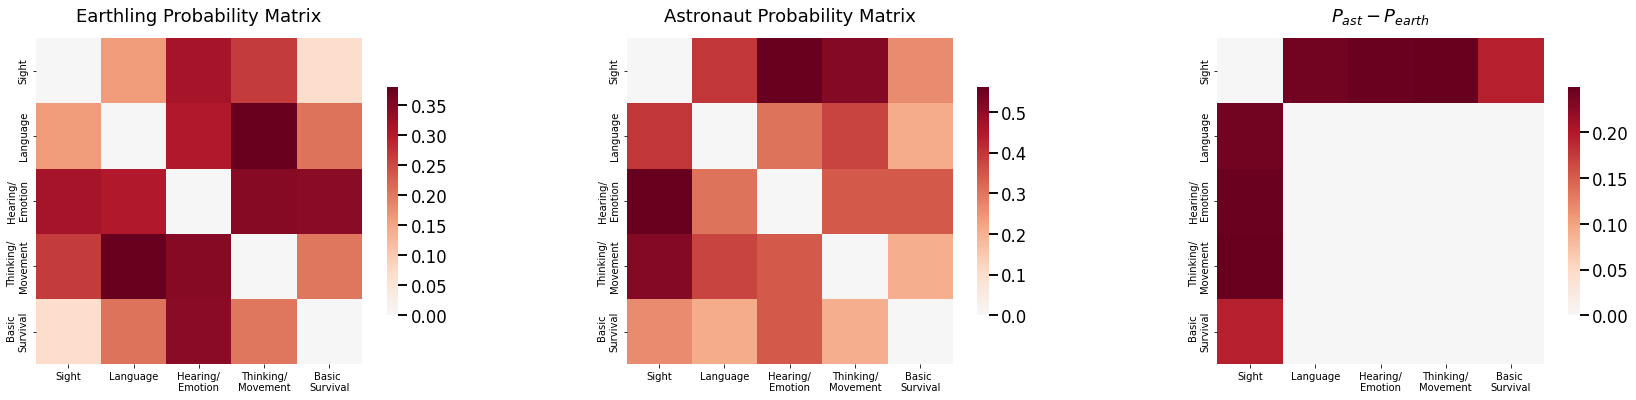 Earthling Probability Matrix
Sight
Language
Hearing/
Emotion
Thinking/
Movement
Basic
Survival
Sight
Language
Hearing/
Emotion
Thinking/
Movement
Basic
Survival
0.35
0.30
0.25
0.20
0.15
0.10
0.05
0.00
Astronaut Probability Matrix
Sight
Language
Hearing/
Emotion
Thinking/
Movement
Basic
Survival
Sight
Language
Hearing/
Emotion
Thinking/
Movement
Basic
Survival
0.5
0.4
0.3
0.2
0.1
0.0
P_{ast} − P_{earth}
Sight
Language
Hearing/
Emotion
Thinking/
Movement
Basic
Survival
Sight
Language
Hearing/
Emotion
Thinking/
Movement
Basic
Survival
0.20
0.15
0.10
0.05
0.00